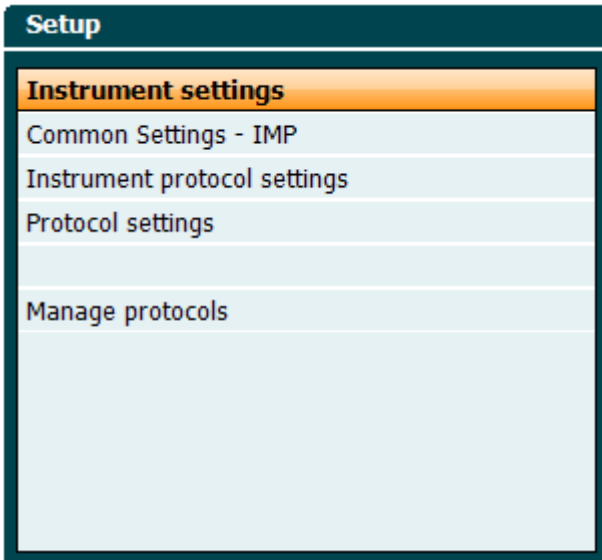 Setup
Instrument settings
Common Settings - IMP
Instrument protocol settings
Protocol settings
Manage protocols